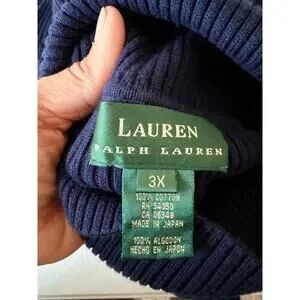 LAUREN
RALPH LAUREN
3X
100% COTTON
RN 54050
CA 06349
MADE IN JAPAN
100% ALGODON
HECHO EN JAPON